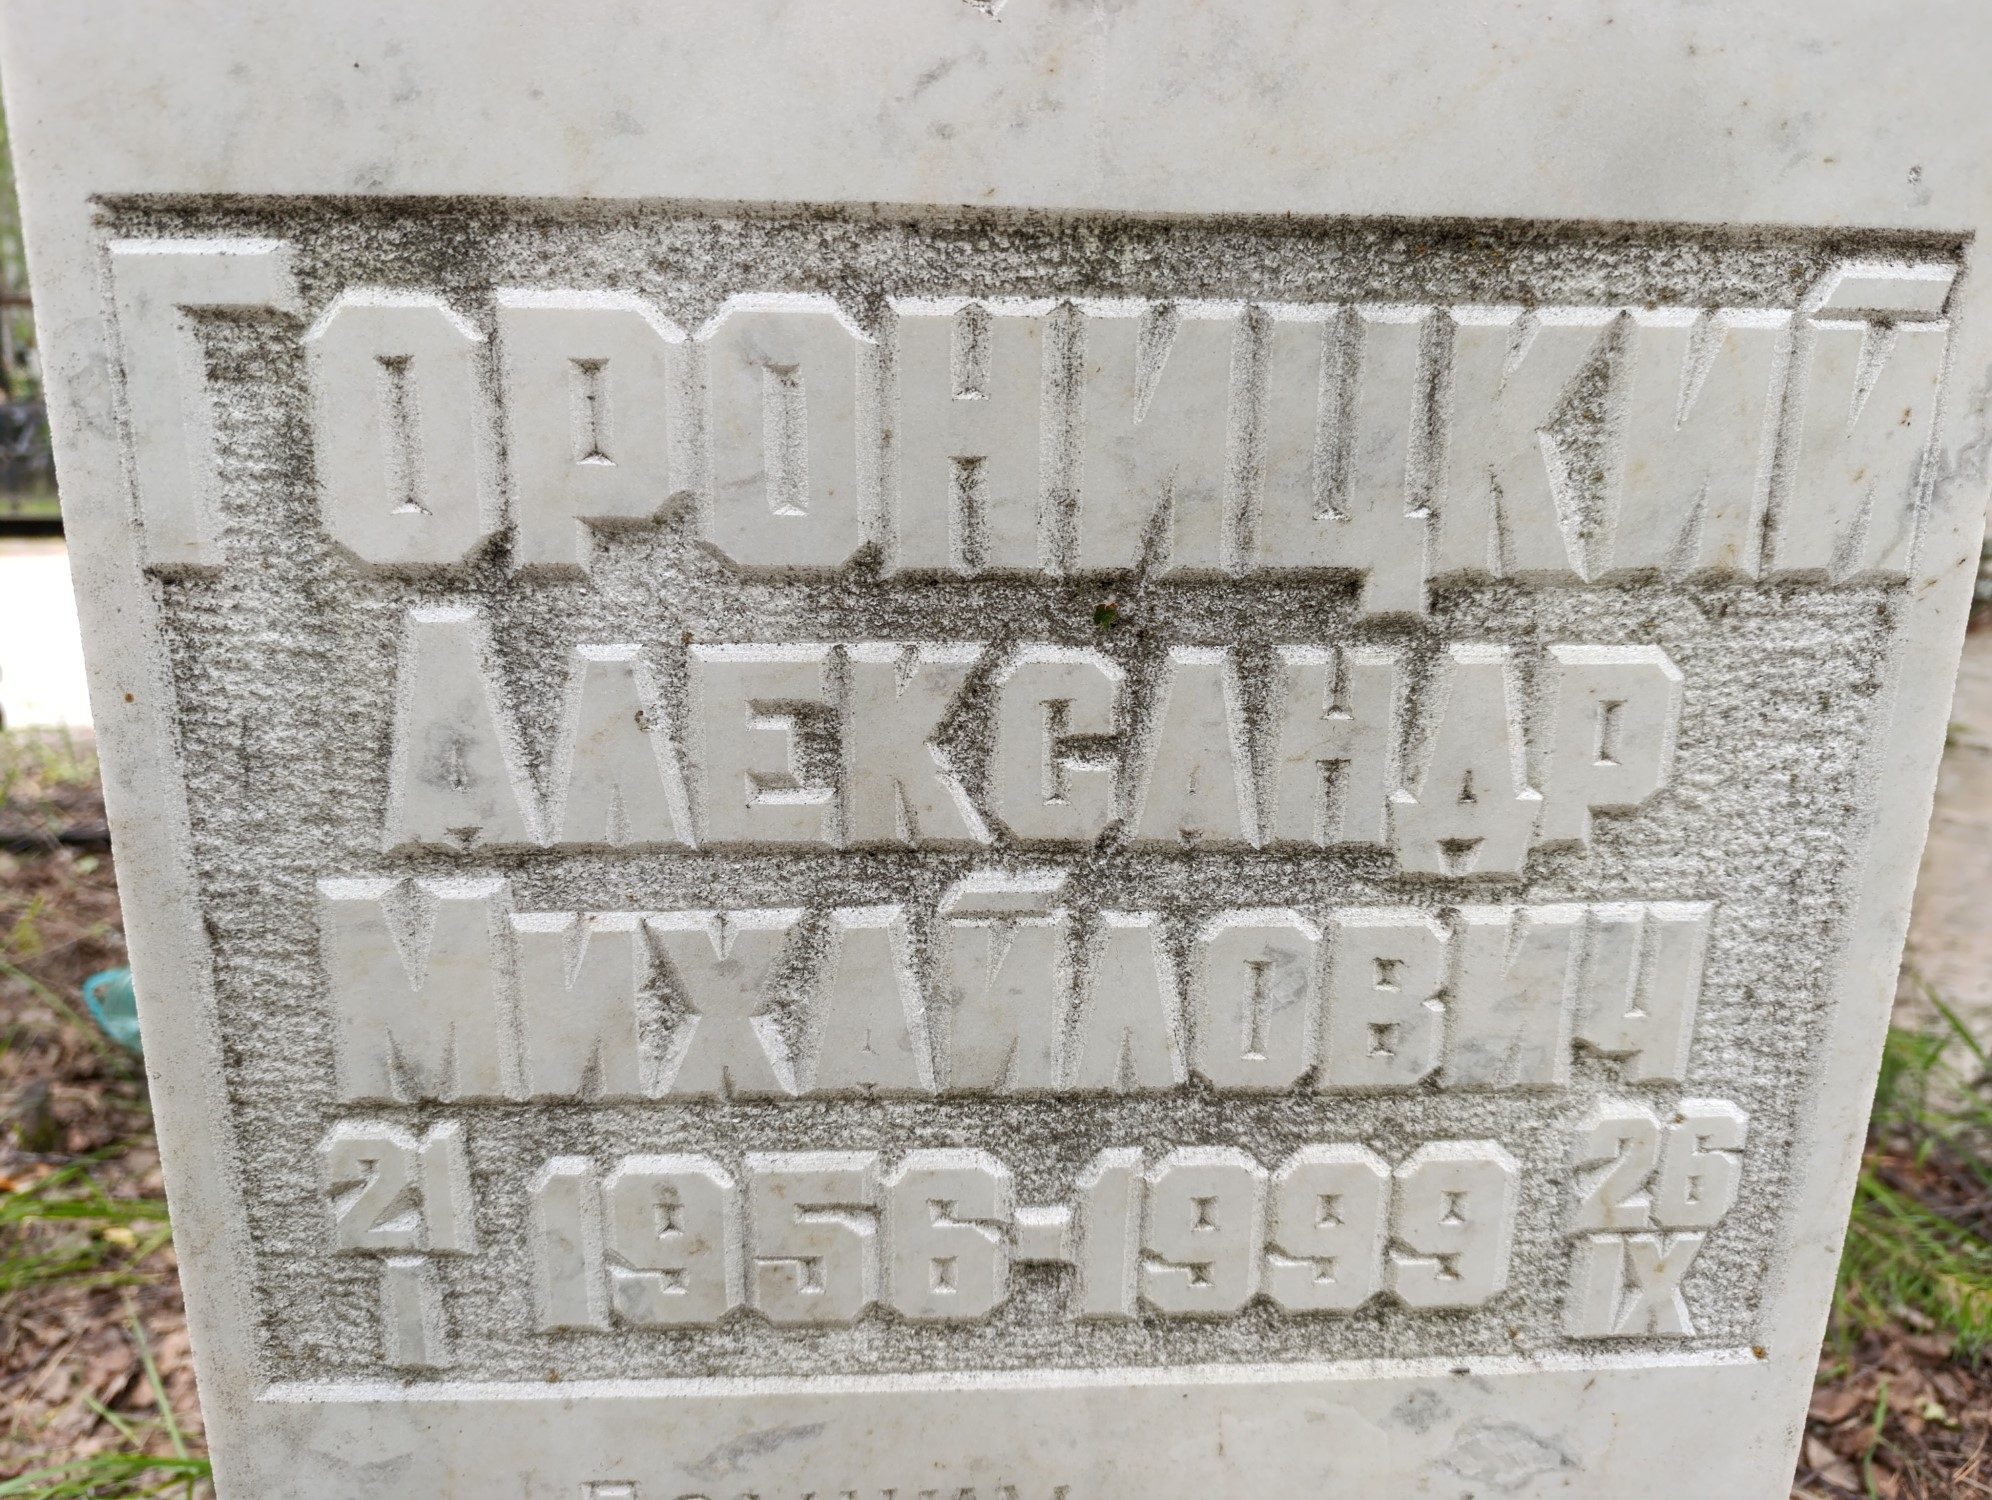 Гороницкий
Александр
Михайлович
21 1956-1999 26
I IX